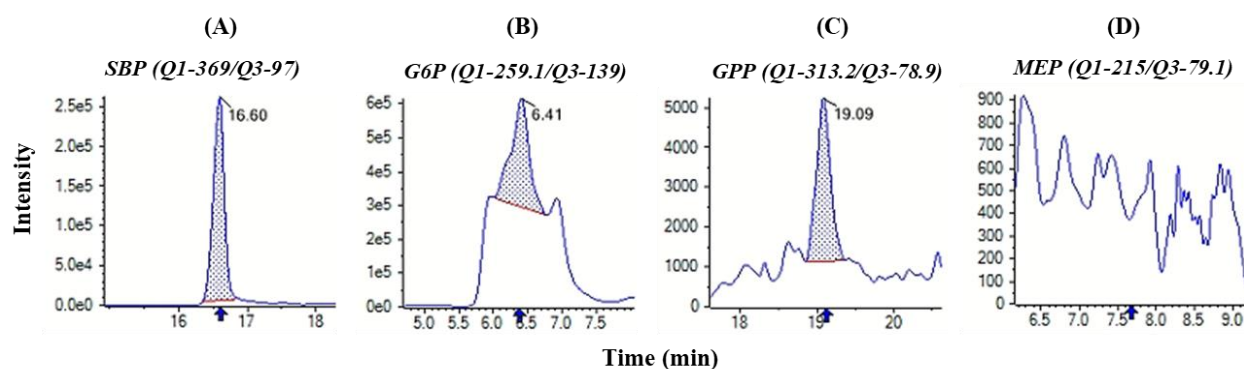 (A)
SBP (Q1-369/Q3-97)
2.5e5
2.0e5
1.5e5
1.0e5
5.0e4
0.0e0
16.60
16
17
18
(B)
G6P (Q1-259.1/Q3-139)
6e5
5e5
4e5
3e5
2e5
1e5
0e0
6.41
5.0
5.5
6.0
6.5
7.0
7.5
(C)
GPP (Q1-313.2/Q3-78.9)
5000
4000
3000
2000
1000
0
19.09
18
19
20
(D)
MEP (Q1-215/Q3-79.1)
900
800
700
600
500
400
300
200
100
0
6.5
7.0
7.5
8.0
8.5
9.0
Intensity
Time (min)